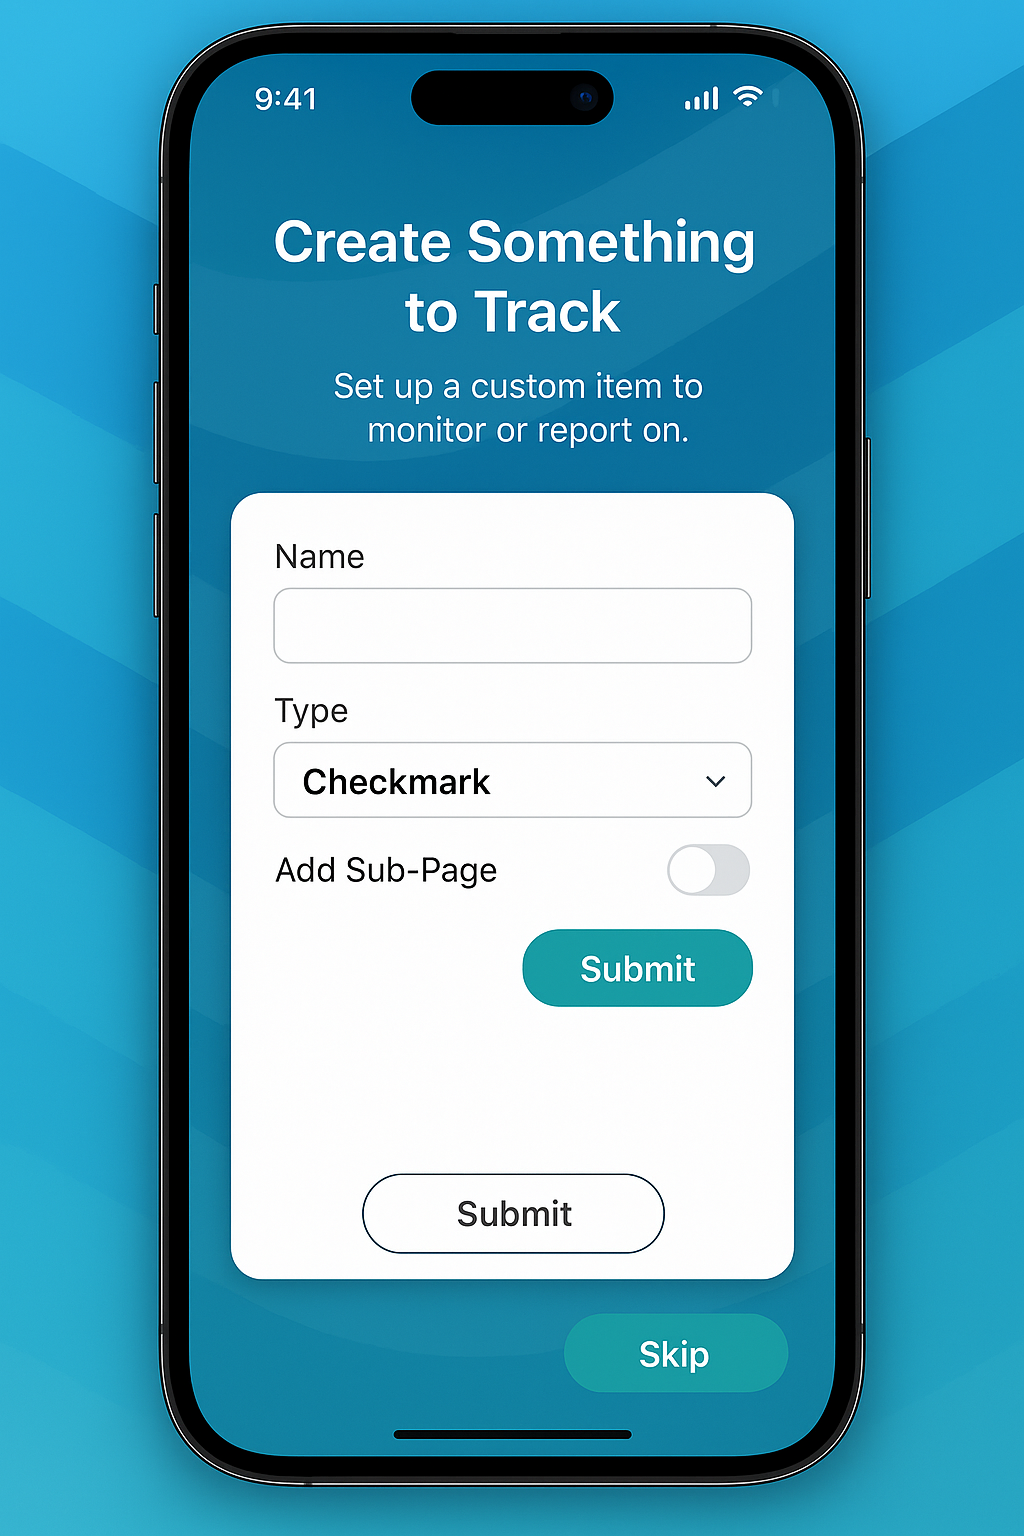 9:41
Create Something
to Track
Set up a custom item to
monitor or report on.
Name
Type
Checkmark
Add Sub-Page
Submit
Submit
Skip